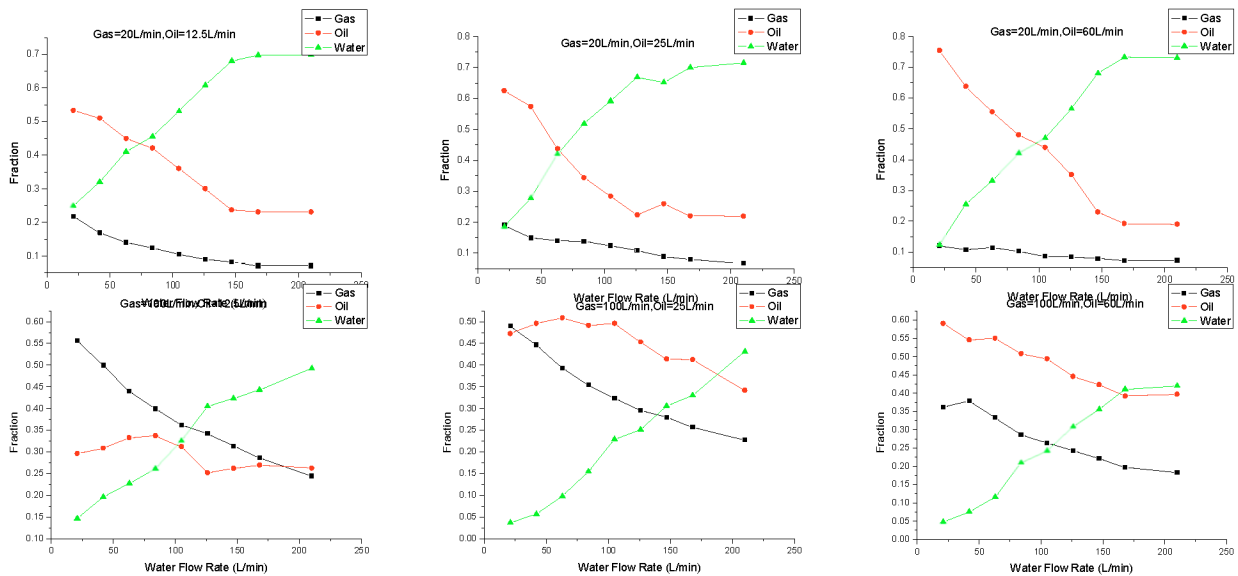 Gas=20L/min,Oil=12.5L/min
Gas
Oil
Water
Fraction
0.7
0.6
0.5
0.4
0.3
0.2
0.1
0 50 100 150 200 250
Gas=20L/min,Oil=25L/min
Gas
Oil
Water
Fraction
0.8
0.7
0.6
0.5
0.4
0.3
0.2
0.1
0 50 100 150 200 250
Water Flow Rate (L/min)
Gas=20L/min,Oil=60L/min
Gas
Oil
Water
Fraction
0.8
0.7
0.6
0.5
0.4
0.3
0.2
0.1
0 50 100 150 200 250
Water Flow Rate (L/min)
Gas
Oil
Water
Fraction
0.60
0.55
0.50
0.45
0.40
0.35
0.30
0.25
0.20
0.15
0.10
0 50 100 150 200 250
Water Flow Rate (L/min)
Gas=100L/min,Oil=25L/min
Gas
Oil
Water
Fraction
0.50
0.45
0.40
0.35
0.30
0.25
0.20
0.15
0.10
0.05
0.00
0 50 100 150 200 250
Water Flow Rate (L/min)
Gas=100L/min,Oil=60L/min
Gas
Oil
Water
Fraction
0.60
0.55
0.50
0.45
0.40
0.35
0.30
0.25
0.20
0.15
0.10
0.05
0.00
0 50 100 150 200 250
Water Flow Rate (L/min)